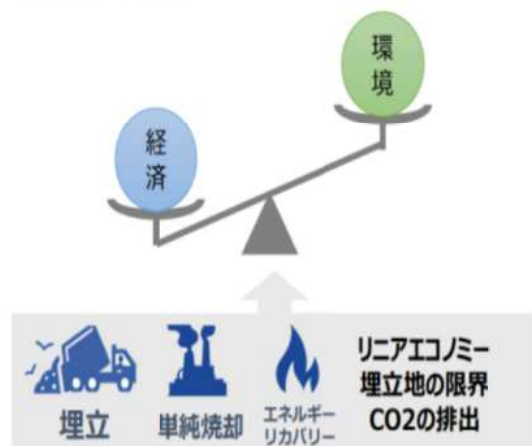 環境
経済
埋立
単純焼却
エネルギー
リカバリー
リニアエコノミー
埋立地の限界
CO2の排出